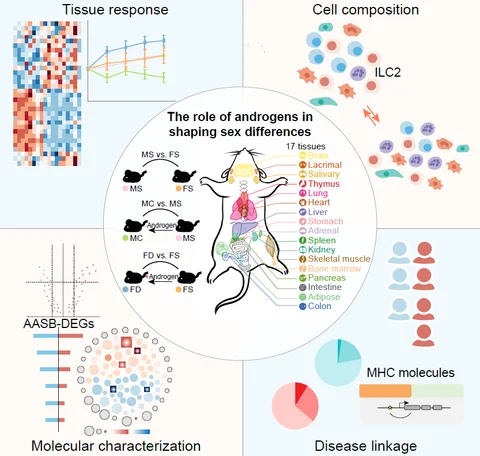 Tissue response
Cell composition
ILC2
The role of androgens in
shaping sex differences
MS vs. FS
MS
FS
MC vs. MS
Androgen
MC
MS
FD vs. FS
Androgen
FD
FS
17 tissues
Brain
Lacrimal
Salivary
Thymus
Lung
Heart
Liver
Stomach
Adrenal
Spleen
Kidney
Skeletal muscle
Bone marrow
Pancreas
Intestine
Adipose
Colon
AASB-DEGs
MHC molecules
Molecular characterization
Disease linkage